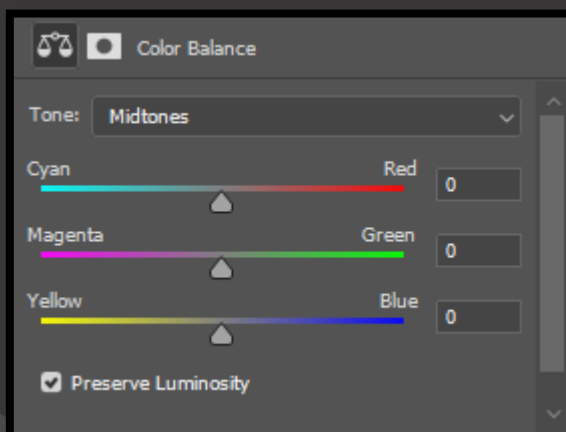 Color Balance
Tone: Midtones
Cyan Red 0
Magenta Green 0
Yellow Blue 0
Preserve Luminosity